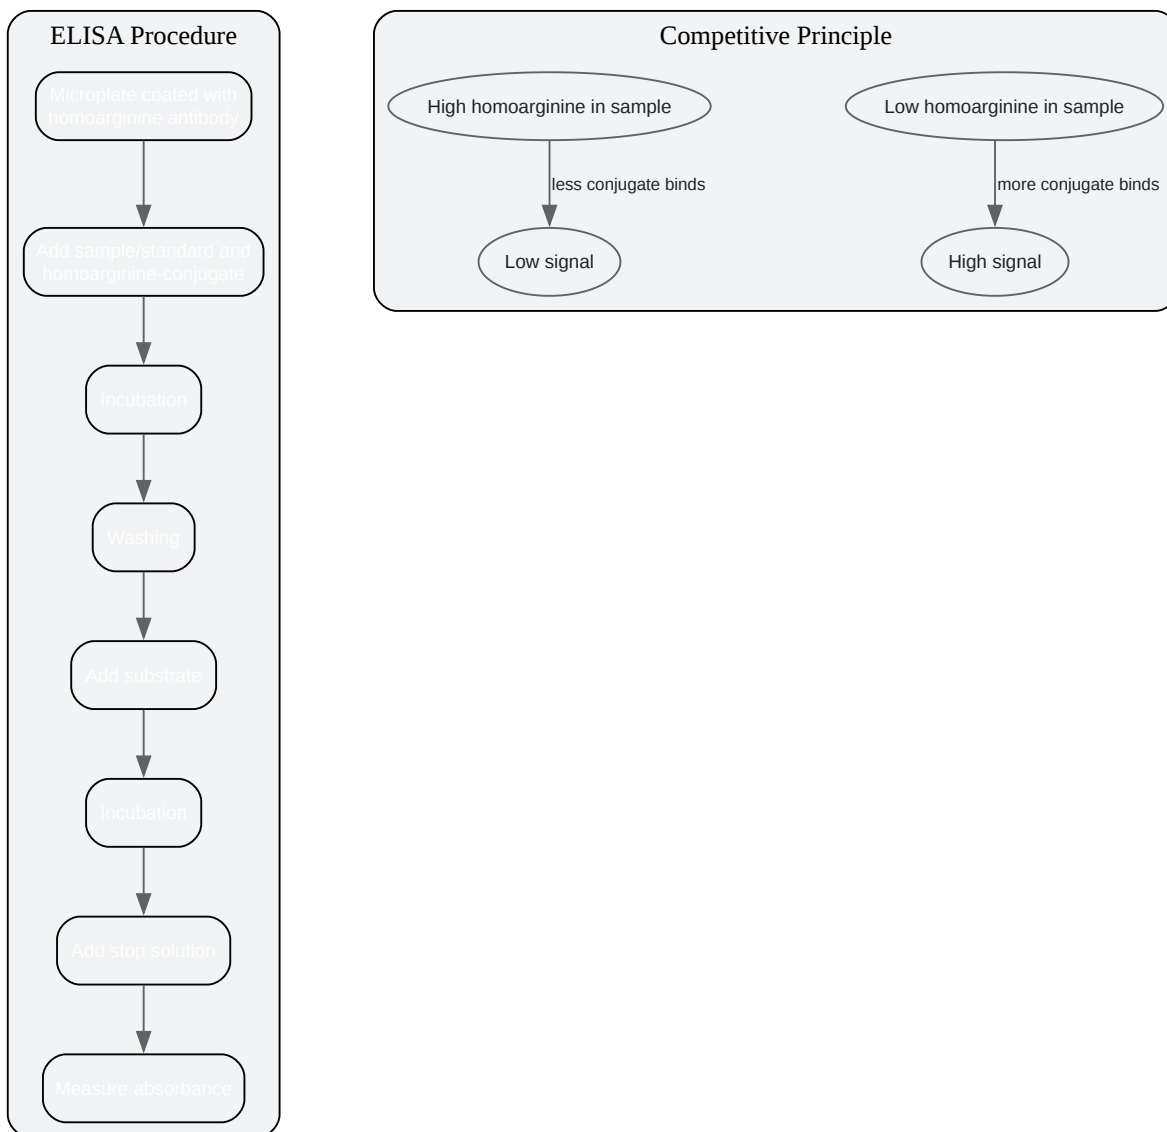 ELISA Procedure
Microplate coated with
homoarginine antibody
Add sample/standard and
homoarginine-conjugate
Incubation
Washing
Add substrate
Incubation
Add stop solution
Measure absorbance
Competitive Principle
High homoarginine in sample
Low homoarginine in sample
less conjugate binds
more conjugate binds
Low signal
High signal